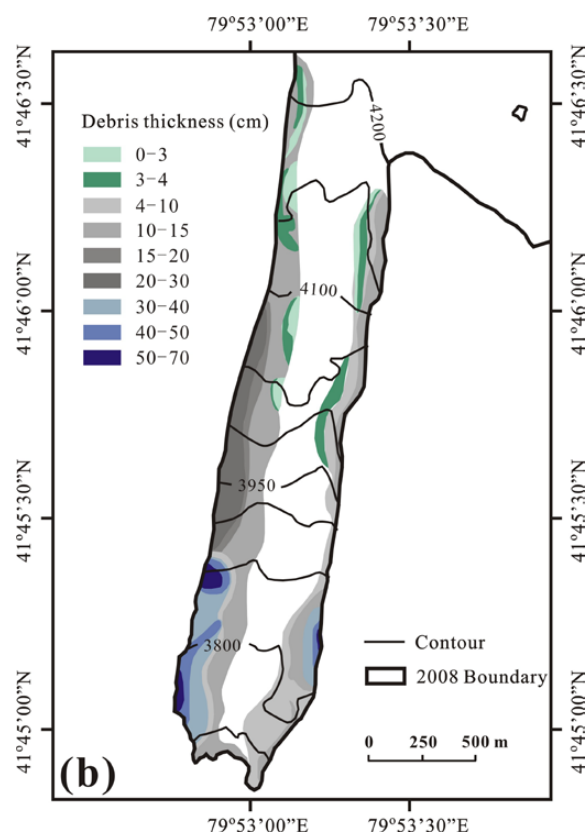 79°53’00”E 79°53’30”E
41°46’30”N 41°46’30”N
4200
Debris thickness (cm)
0-3
3-4
4-10
10-15
15-20
20-30
30-40
40-50
50-70
41°46’00”N 41°46’00”N
4100
3950
41°45’30”N 41°45’30”N
3800
Contour
2008 Boundary
41°45’00”N 41°45’00”N
0 250 500 m
(b)
79°53’00”E 79°53’30”E